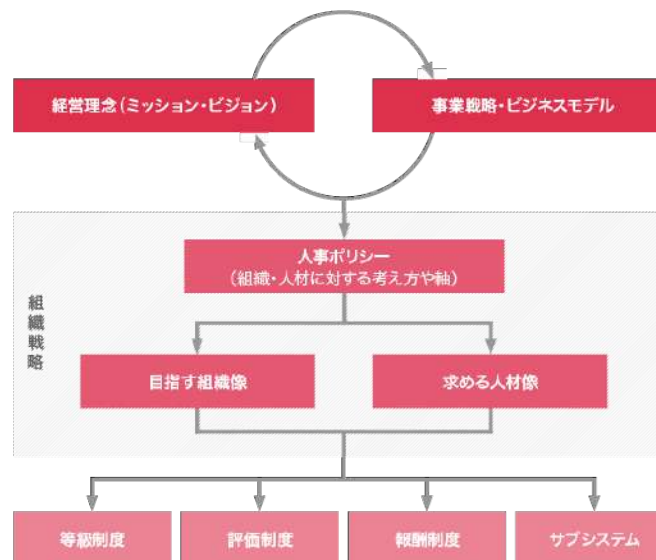 経営理念（ミッション・ビジョン）
事業戦略・ビジネスモデル
人事ポリシー
（組織・人材に対する考え方や軸）
組織戦略
目指す組織像
求める人材像
等級制度
評価制度
報酬制度
サブシステム